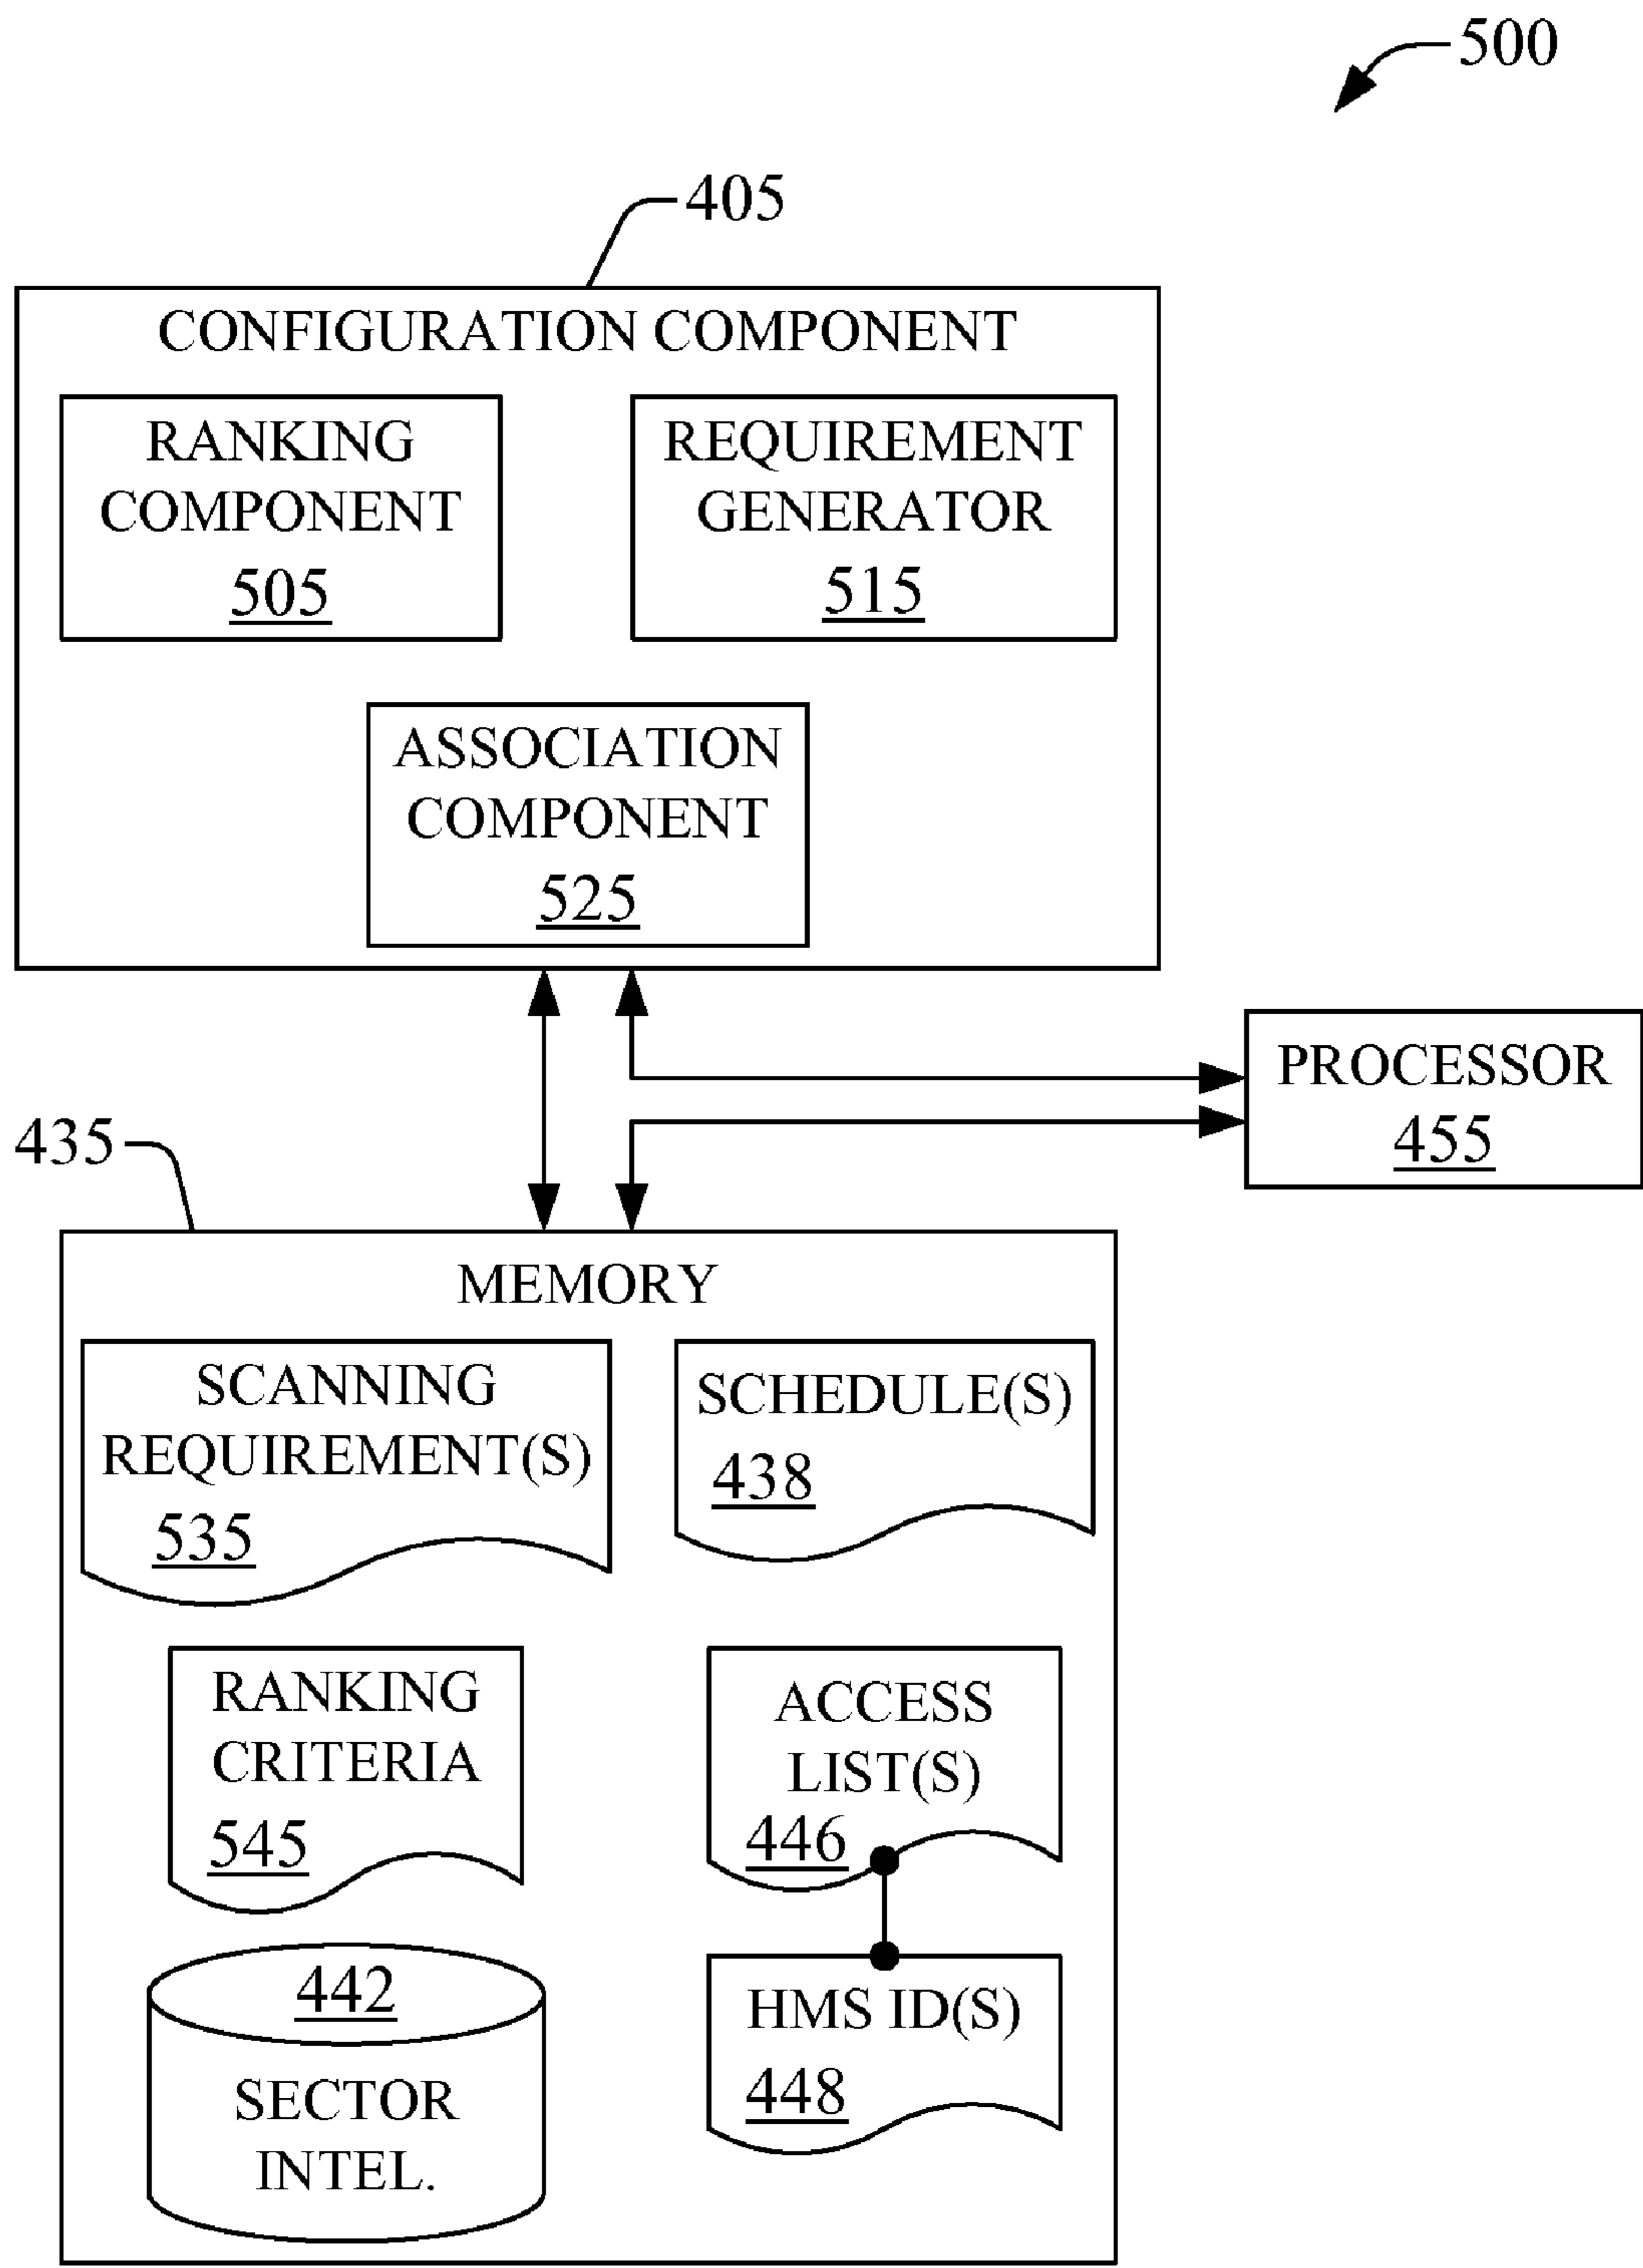 500
405
CONFIGURATION COMPONENT
RANKING
COMPONENT
505
REQUIREMENT
GENERATOR
515
ASSOCIATION
COMPONENT
525
PROCESSOR
455
435
MEMORY
SCANNING
REQUIREMENT(S)
535
SCHEDULE(S)
438
RANKING
CRITERIA
545
ACCESS
LIST(S)
446
442
SECTOR
INTEL.
HMS ID(S)
448